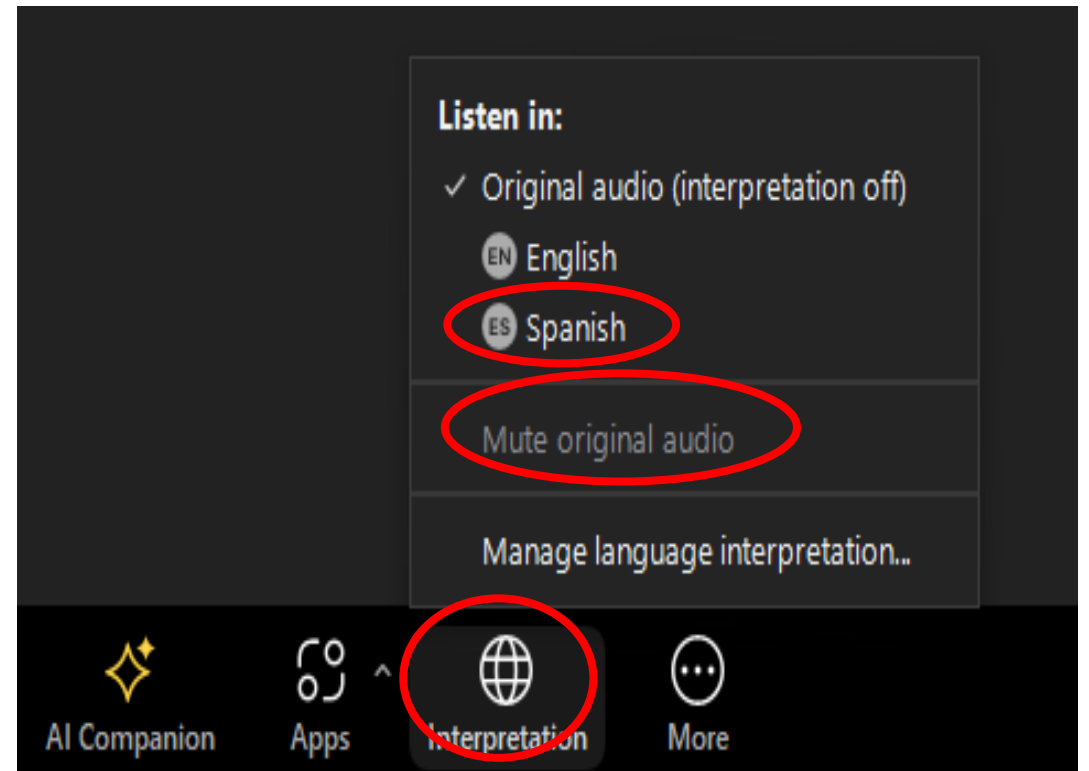 Listen in:
✓ Original audio (interpretation off)
EN English
ES Spanish
Mute original audio
Manage language interpretation...
AI Companion
Apps
Interpretation
More